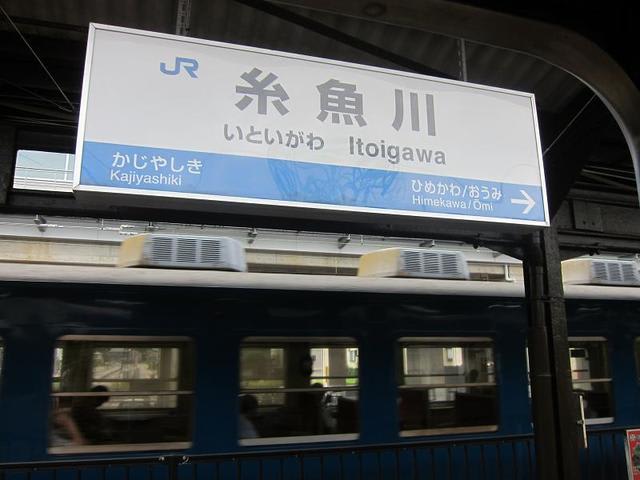 JR
糸魚川
いといがわ Itoigawa
かじやしき
Kajiyashiki
ひめかわ/おうみ
Himekawa/Ōmi